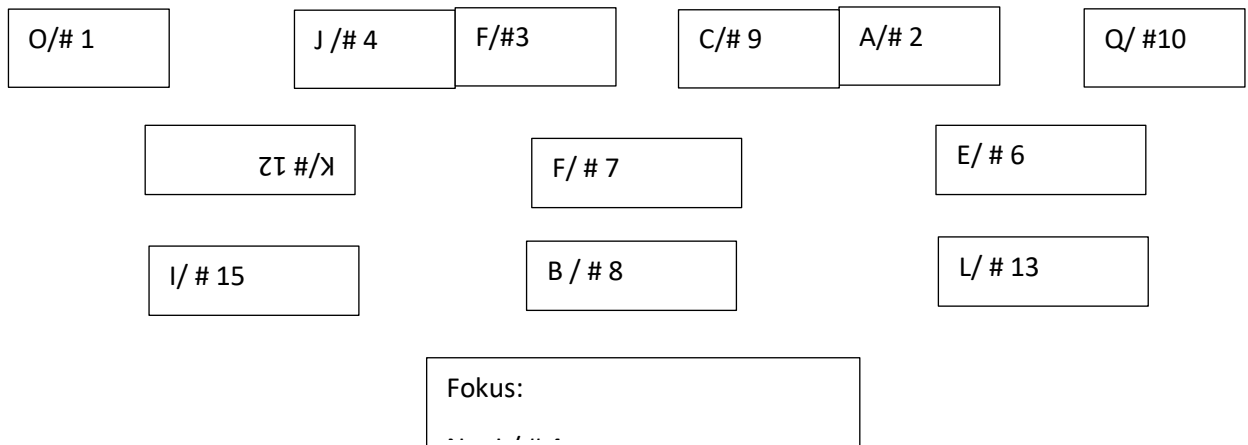 O/# 1
J /# 4
F/#3
C/# 9
A/# 2
Q/ #10
K/# 12
F/ # 7
E/ # 6
I/ # 15
B / # 8
L/ # 13
Fokus: